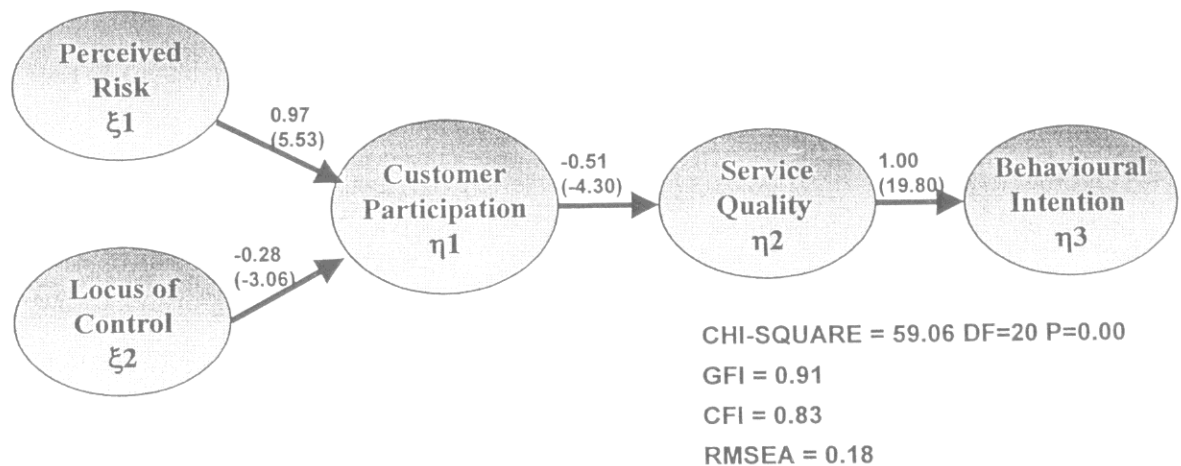 Perceived
Risk
ξ1
0.97
(5.53)
Customer
Participation
η1
-0.51
(-4.30)
Service
Quality
η2
1.00
(19.80)
Behavioural
Intention
η3
-0.28
(-3.06)
Locus of
Control
ξ2
CHI-SQUARE = 59.06 DF=20 P=0.00
GFI = 0.91
CFI = 0.83
RMSEA = 0.18